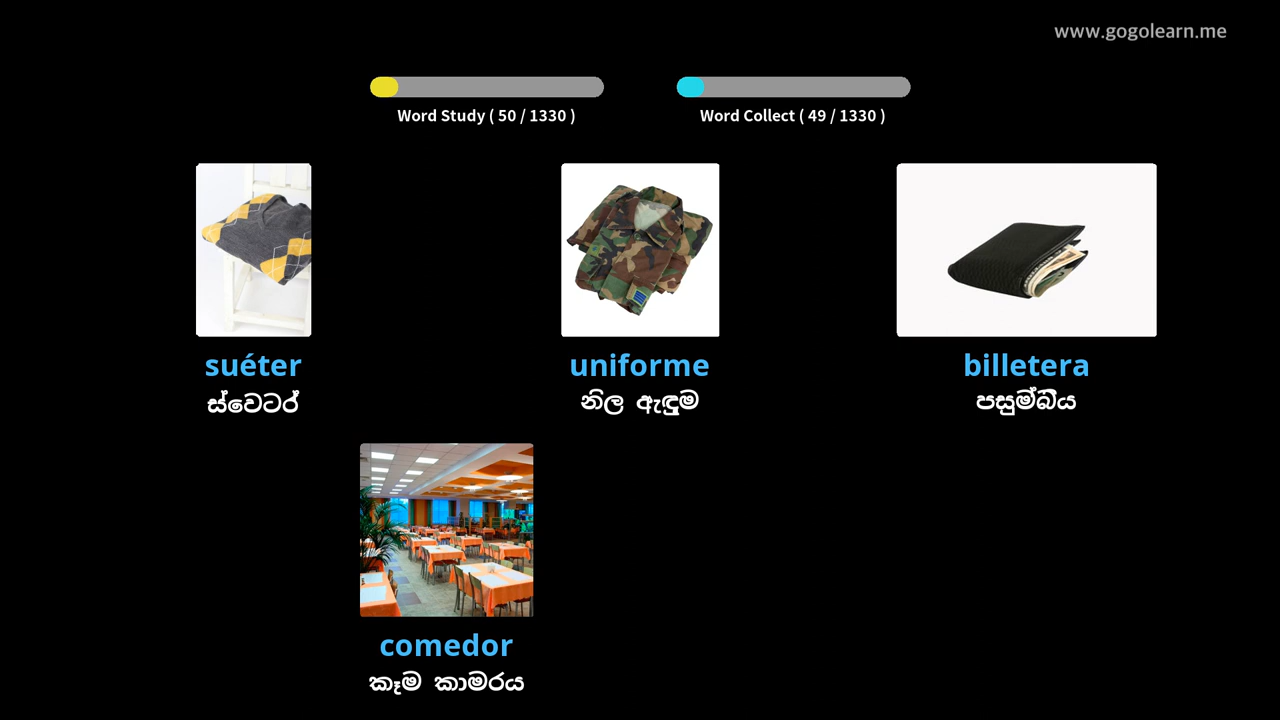 www.gogolearn.me
Word Study ( 50 / 1330 )
Word Collect ( 49 / 1330 )
suéter
ස්වෙටර්
uniforme
නිල ඇඳුම
billetera
පසුම්බිය
comedor
කෑම කාමරය